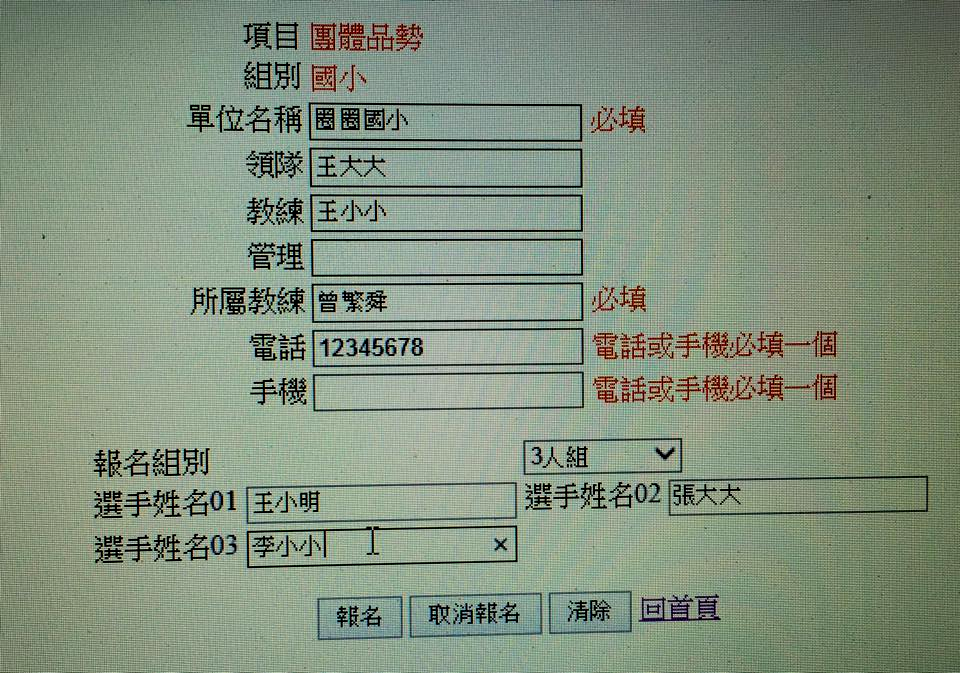 項目 團體品勢
組別 國小
單位名稱 圈圈國小 必填
領隊 王大大
教練 王小小
管理
所屬教練 曾繁舜 必填
電話 12345678 電話或手機必填一個
手機 電話或手機必填一個
報名組別 3人組
選手姓名01 王小明 選手姓名02 張大大
選手姓名03 李小小 ×
報名 取消報名 清除 回首頁